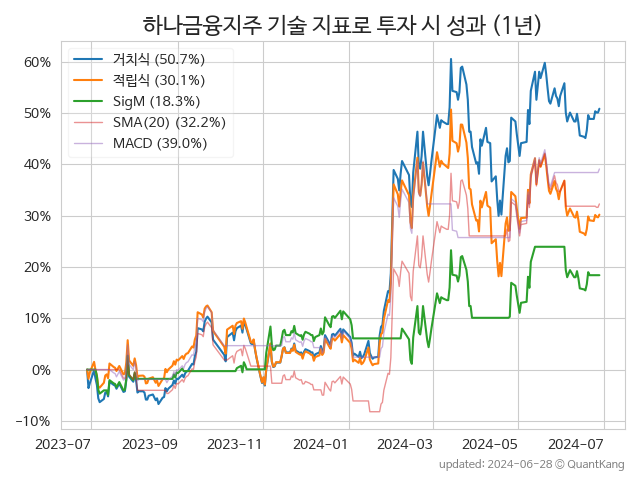 하나금융지주 기술 지표로 투자 시 성과 (1년)
거치식 (50.7%)
적립식 (30.1%)
SigM (18.3%)
SMA(20) (32.2%)
MACD (39.0%)
60%
50%
40%
30%
20%
10%
0%
−10%
2023-07 2023-09 2023-11 2024-01 2024-03 2024-05 2024-07
updated: 2024-06-28 ⓒ QuantKang